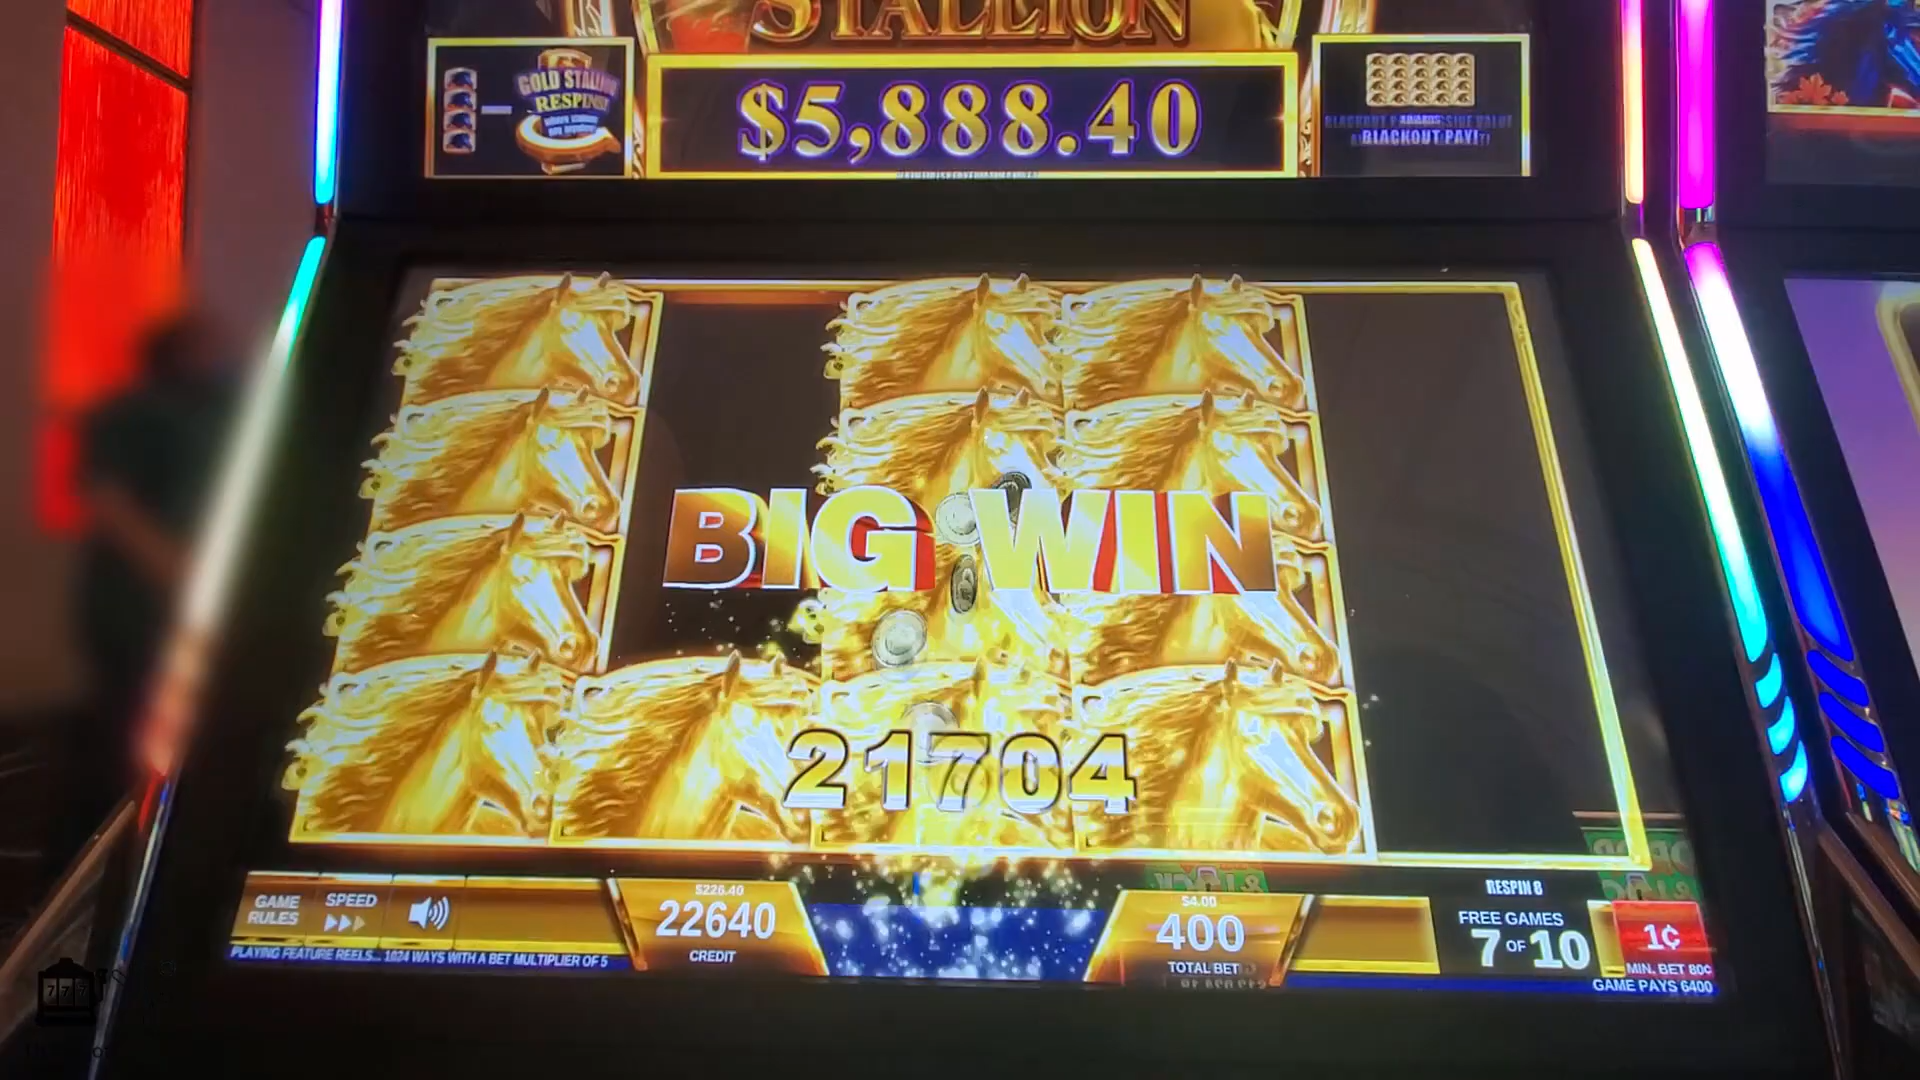 STALLION
GOLD STALLION
RESPINS!
$5,888.40
BLACKOUT PAY!
BIG WIN
21704
GAME
RULES
SPEED
$226.40
22640
CREDIT
$4.00
400
TOTAL BET
RESPIN 8
FREE GAMES
7 OF 10
1¢
MIN. BET 80¢
PLAYING FEATURE REELS... 1024 WAYS WITH A BET MULTIPLIER OF 5
GAME PAYS 6400
777